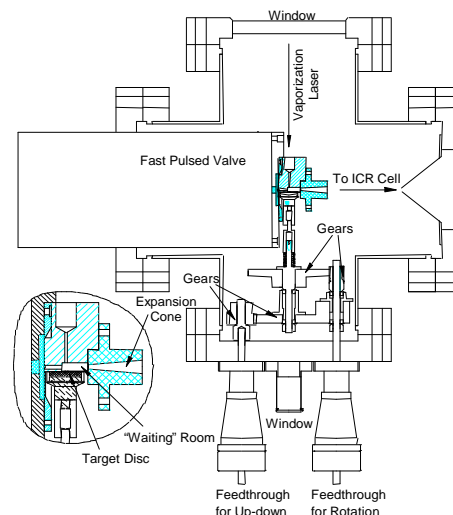 Window
Vaporization
Laser
Fast Pulsed Valve
To ICR Cell
Gears
Gears
Expansion
Cone
"Waiting" Room
Target Disc
Window
Feedthrough
for Up-down
Feedthrough
for Rotation